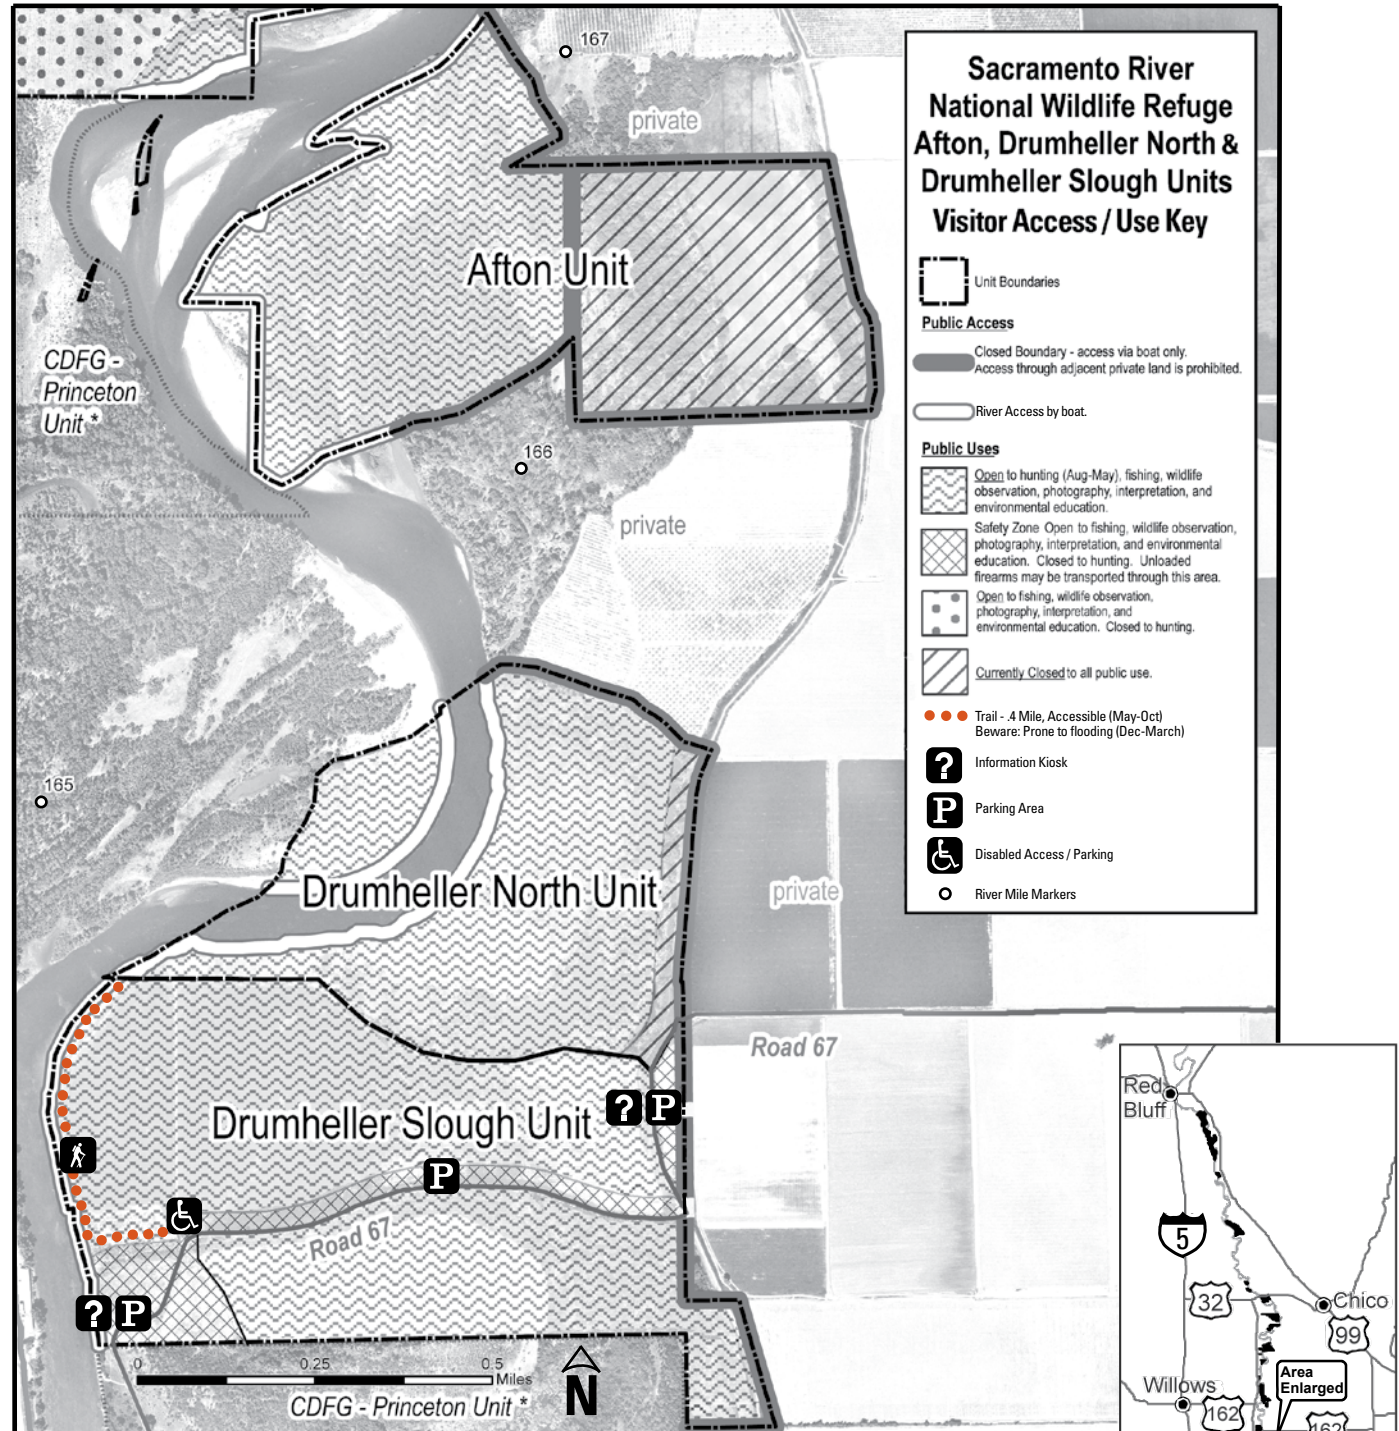 Sacramento River
National Wildlife Refuge
Afton, Drumheller North &
Drumheller Slough Units
Visitor Access / Use Key
Unit Boundaries
Public Access
Closed Boundary - access via boat only.
Access through adjacent private land is prohibited.
River Access by boat.
Public Uses
Open to hunting (Aug-May), fishing, wildlife
observation, photography, interpretation, and
environmental education.
Safety Zone Open to fishing, wildlife observation,
photography, interpretation, and environmental
education. Closed to hunting. Unloaded
firearms may be transported through this area.
Open to fishing, wildlife observation,
photography, interpretation, and
environmental education. Closed to hunting.
Currently Closed to all public use.
Trail - .4 Mile, Accessible (May-Oct)
Beware: Prone to flooding (Dec-March)
?
Information Kiosk
P
Parking Area
Disabled Access / Parking
River Mile Markers
167
private
Afton Unit
CDFG -
Princeton
Unit *
166
private
165
Drumheller North Unit
private
Road 67
Drumheller Slough Unit
? P
P
Road 67
? P
0 0.25 0.5
Miles
CDFG - Princeton Unit *
N
Red
Bluff
5
32
Chico
99
Area
Enlarged
Willows
162
162